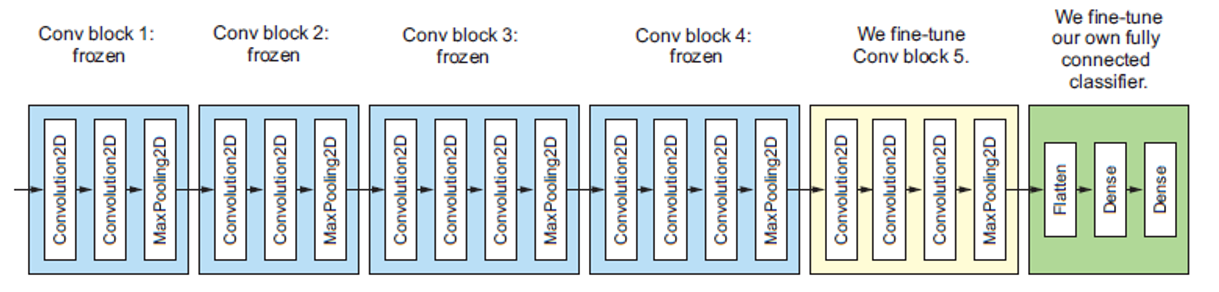 Conv block 1:
frozen
Conv block 2:
frozen
Conv block 3:
frozen
Conv block 4:
frozen
We fine-tune
Conv block 5.
We fine-tune
our own fully
connected
classifier.
Convolution2D
Convolution2D
MaxPooling2D
Convolution2D
Convolution2D
MaxPooling2D
Convolution2D
Convolution2D
Convolution2D
MaxPooling2D
Convolution2D
Convolution2D
Convolution2D
MaxPooling2D
Convolution2D
Convolution2D
Convolution2D
MaxPooling2D
Flatten
Dense
Dense